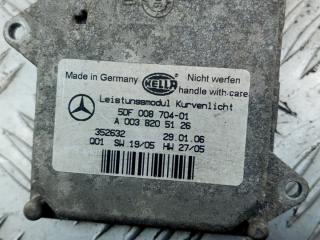 Made in Germany HELLA Nicht werfen
handle with care
Leistungsmodul Kurvenlicht
5DF 008 704-01
A 003 820 51 26
352632 29.01.06
Q01 SW 19/05 HW 27/05